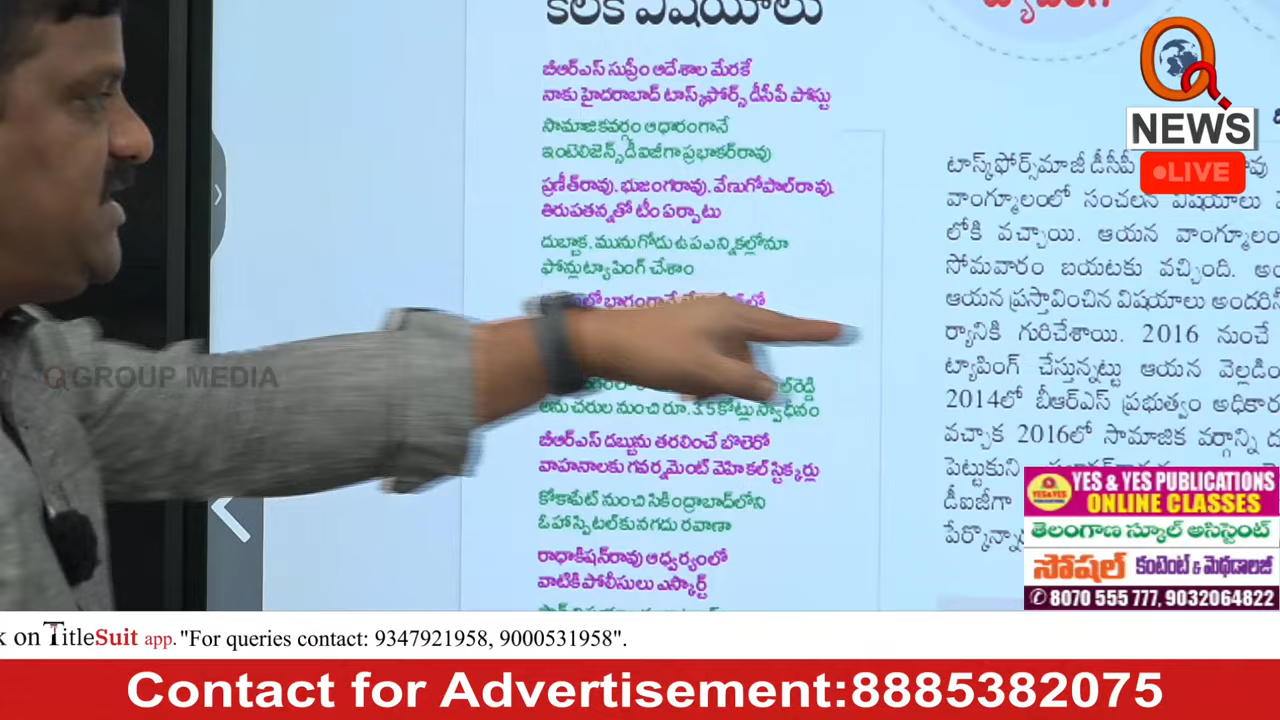 కీలక విషయాలు
బీఆర్ఎస్ సుప్రీం ఆదేశాల మేరకే
నాకు హైదరాబాద్ టాస్క్‌ఫోర్స్ డీసీపీ పోస్టు
సామాజికవర్గం ఆధారంగానే
ఇంటెలిజెన్స్ డీఐజీగా ప్రభాకర్‌రావు
ప్రణీత్‌రావు, భుజంగరావు, వేణుగోపాల్‌రావు,
తిరుపతన్నతో టీం ఏర్పాటు
దుబ్బాక, మునుగోడు ఉపఎన్నికల్లోనూ
ఫోన్లు ట్యాపింగ్ చేశాం
అనుచరుల నుంచి రూ. 3.5 కోట్లు స్వాధీనం
బీఆర్ఎస్ డబ్బును తరలించే బొలెరో
వాహనాలకు గవర్నమెంట్ వెహికల్ స్టిక్కర్లు
కోకాపేట్ నుంచి సికింద్రాబాద్‌లోని
ఓ హాస్పిటల్‌కు నగదు రవాణా
రాధాకిషన్‌రావు ఆధ్వర్యంలో
వాటికి పోలీసులు ఎస్కార్ట్
ట్యాపింగ్
టాస్క్‌ఫోర్స్ మాజీ డీసీపీ
వాంగ్మూలంలో సంచలన విషయాలు
లోకి వచ్చాయి. ఆయన వాంగ్మూలం
సోమవారం బయటకు వచ్చింది.
ఆయన ప్రస్తావించిన విషయాలు
ర్యానికి గురిచేశాయి. 2016 నుంచే
ట్యాపింగ్ చేస్తున్నట్టు ఆయన
2014లో బీఆర్ఎస్ ప్రభుత్వం
వచ్చాక 2016లో సామాజిక వర్గాన్ని
పెట్టుకుని
డీఐజీగా
Q
NEWS
LIVE
Q GROUP MEDIA
YES & YES PUBLICATIONS
ONLINE CLASSES
తెలంగాణ స్కూల్ అసిస్టెంట్
సోషల్ కంటెంట్ & మెథడాలజీ
8070 555 777, 9032064822
k on TitleSuit app. "For queries contact: 9347921958, 9000531958".
Contact for Advertisement:8885382075